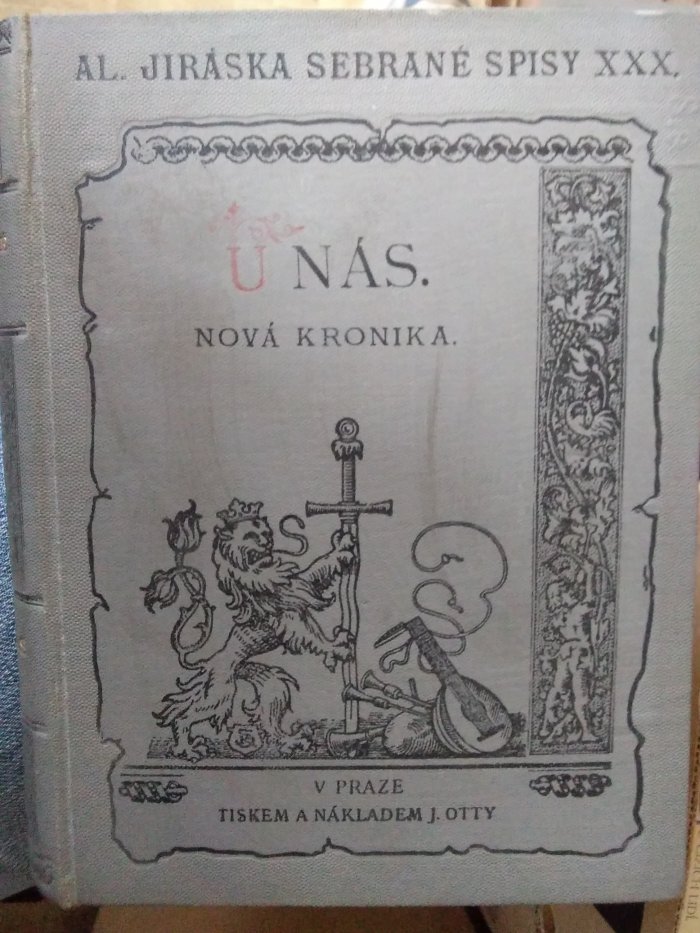 AL. JIRÁSKA SEBRANÉ SPISY XXX.
U NÁS.
NOVÁ KRONIKA.
V PRAZE
TISKEM A NÁKLADEM J. OTTY